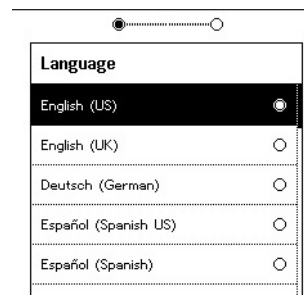 Language
English (US)
English (UK)
Deutsch (German)
Español (Spanish US)
Español (Spanish)